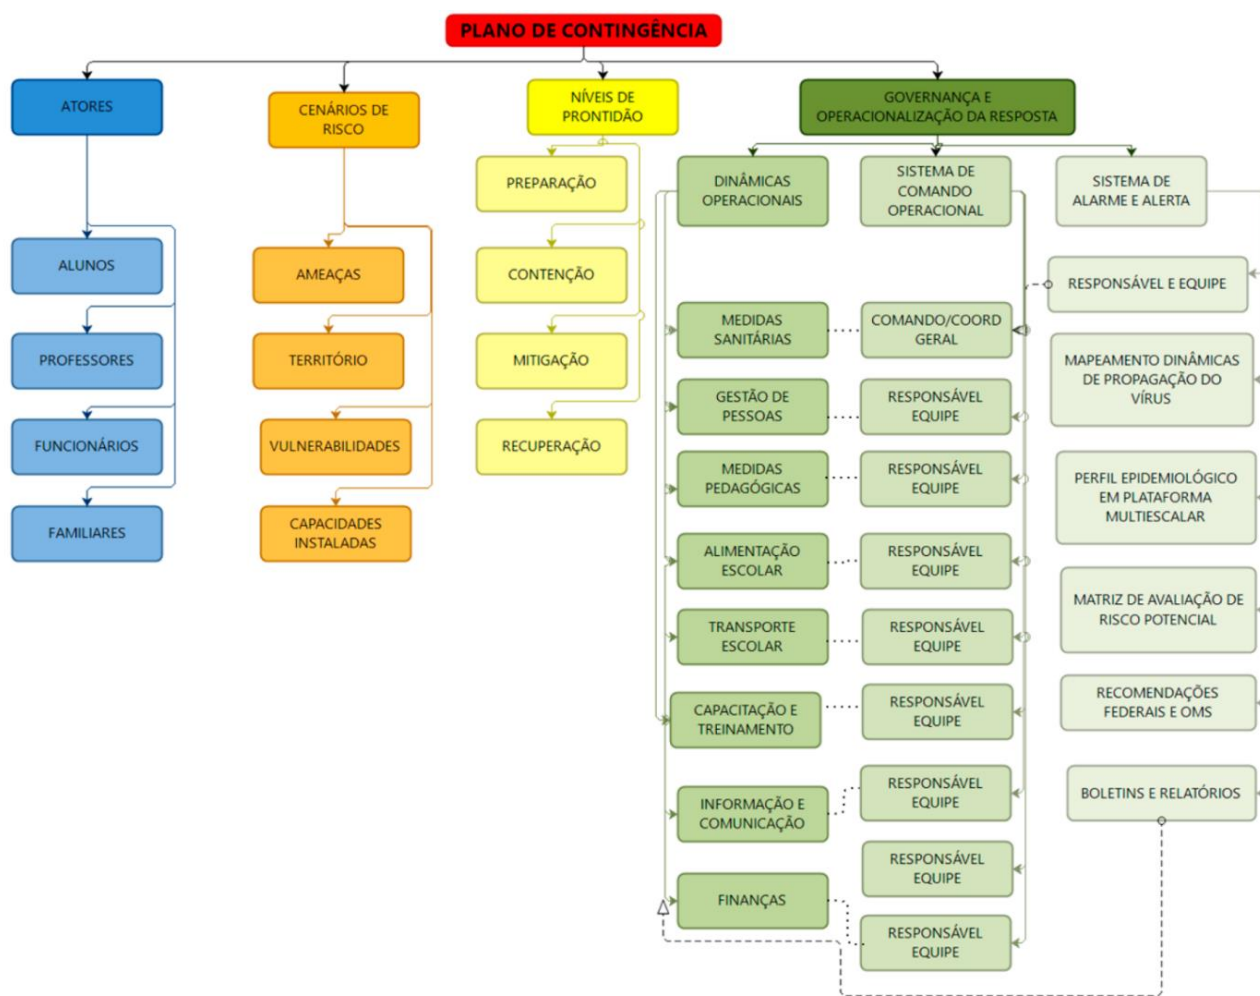 PLANO DE CONTINGÊNCIA
ATORES
CENÁRIOS DE
RISCO
NÍVEIS DE
PRONTIDÃO
GOVERNANÇA E
OPERACIONALIZAÇÃO DA RESPOSTA
ALUNOS
PROFESSORES
FUNCIONÁRIOS
FAMILIARES
AMEAÇAS
TERRITÓRIO
VULNERABILIDADES
CAPACIDADES
INSTALADAS
PREPARAÇÃO
CONTENÇÃO
MITIGAÇÃO
RECUPERAÇÃO
DINÂMICAS
OPERACIONAIS
MEDIDAS
SANITÁRIAS
GESTÃO DE
PESSOAS
MEDIDAS
PEDAGÓGICAS
ALIMENTAÇÃO
ESCOLAR
TRANSPORTE
ESCOLAR
CAPACITAÇÃO E
TREINAMENTO
INFORMAÇÃO E
COMUNICAÇÃO
FINANÇAS
SISTEMA DE
COMANDO
OPERACIONAL
COMANDO/COORD
GERAL
RESPONSÁVEL
EQUIPE
RESPONSÁVEL
EQUIPE
RESPONSÁVEL
EQUIPE
RESPONSÁVEL
EQUIPE
RESPONSÁVEL
EQUIPE
RESPONSÁVEL
EQUIPE
RESPONSÁVEL
EQUIPE
RESPONSÁVEL
EQUIPE
SISTEMA DE
ALARME E ALERTA
RESPONSÁVEL E EQUIPE
MAPEAMENTO DINÂMICAS
DE PROPAGAÇÃO DO
VÍRUS
PERFIL EPIDEMIOLÓGICO
EM PLATAFORMA
MULTIESCALAR
MATRIZ DE AVALIAÇÃO DE
RISCO POTENCIAL
RECOMENDAÇÕES
FEDERAIS E OMS
BOLETINS E RELATÓRIOS